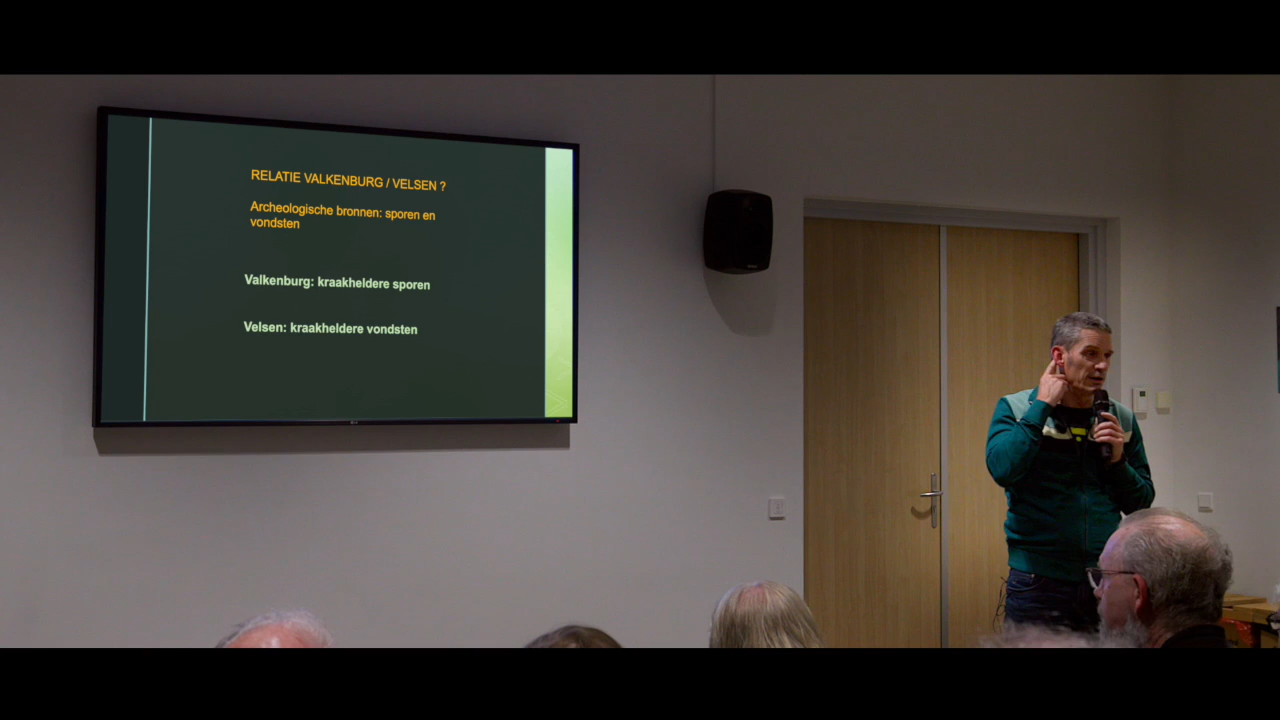 RELATIE VALKENBURG / VELSEN ?
Archeologische bronnen: sporen en
vondsten
Valkenburg: kraakheldere sporen
Velsen: kraakheldere vondsten